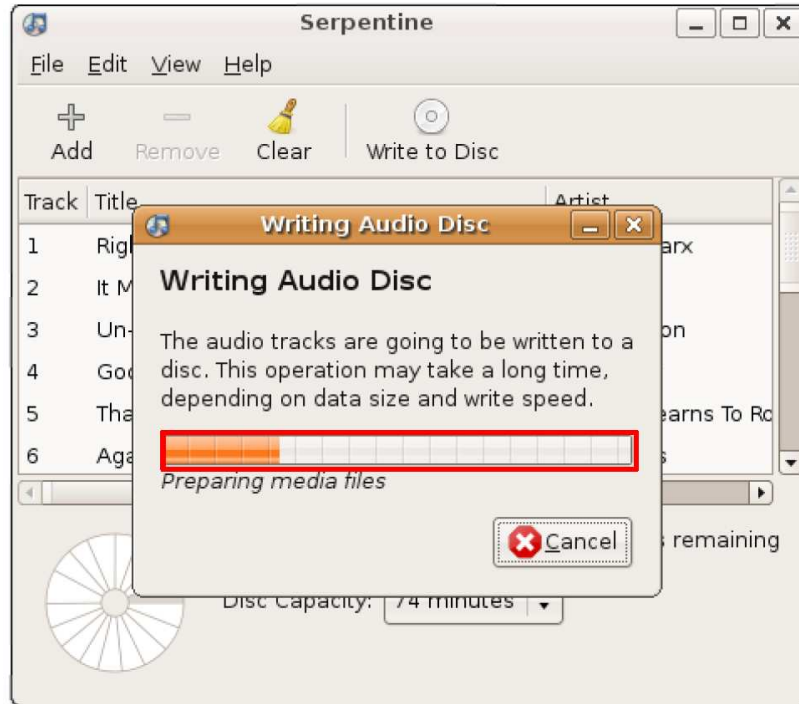 Serpentine
File Edit View Help
Add Remove Clear Write to Disc
Track Title Artist
Writing Audio Disc
1
2 It
3
4
5
6
Writing Audio Disc
The audio tracks are going to be written to a
disc. This operation may take a long time,
depending on data size and write speed.
Preparing media files
Cancel
remaining
Disc Capacity: 74 minutes